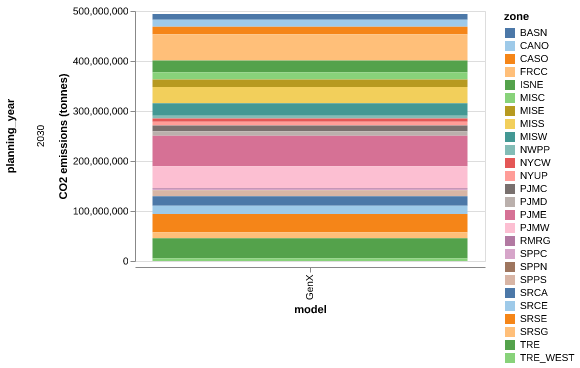 planning_year
2030
CO2 emissions (tonnes)
500,000,000
400,000,000
300,000,000
200,000,000
100,000,000
0
GenX
model
zone
BASN
CANO
CASO
FRCC
ISNE
MISC
MISE
MISS
MISW
NWPP
NYCW
NYUP
PJMC
PJMD
PJME
PJMW
RMRG
SPPC
SPPN
SPPS
SRCA
SRCE
SRSE
SRSG
TRE
TRE_WEST